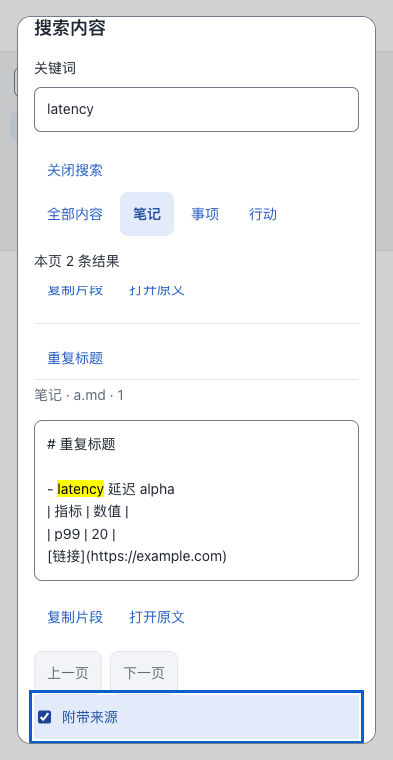 搜索内容
关键词
latency
关闭搜索
全部内容 笔记 事项 行动
本页 2 条结果
复制片段 打开原文
重复标题
笔记 · a.md · 1
# 重复标题
- latency 延迟 alpha
| 指标 | 数值 |
| p99 | 20 |
[链接](https://example.com)
复制片段 打开原文
上一页 下一页
附带来源